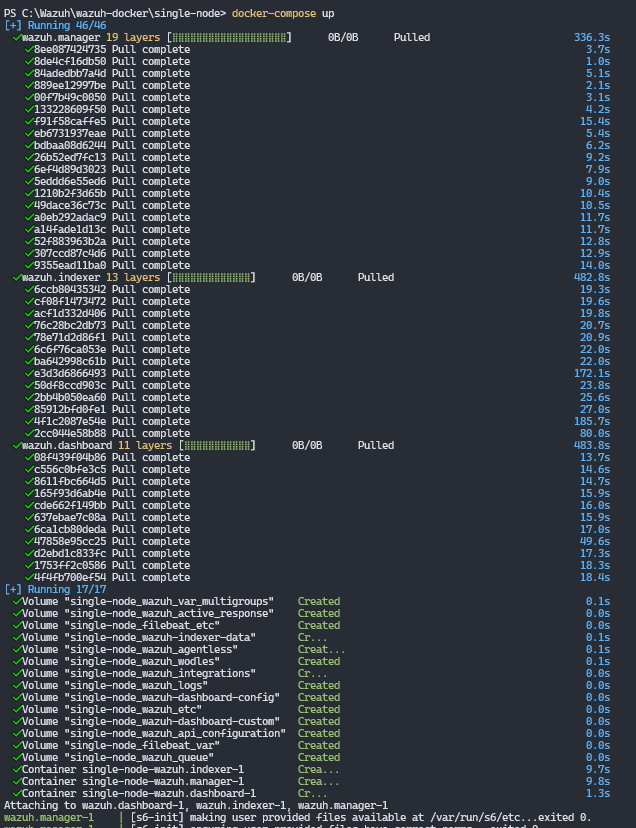 PS C:\Wazuh\wazuh-docker\single-node> docker-compose up
[+] Running 46/46
✓wazuh.manager 19 layers [⣿⣿⣿⣿⣿⣿⣿⣿⣿⣿⣿⣿⣿⣿⣿⣿⣿⣿⣿] 0B/0B Pulled 336.3s
✓8ee087424735 Pull complete 3.7s
✓8de4cf16db50 Pull complete 1.0s
✓84adedbb7a4d Pull complete 5.1s
✓889ee12997be Pull complete 2.1s
✓00f7b49c0050 Pull complete 3.1s
✓133228609f50 Pull complete 4.2s
✓f91f58caffe5 Pull complete 15.4s
✓eb6731937eae Pull complete 5.4s
✓bdbaa08d6244 Pull complete 6.2s
✓26b52ed7fc13 Pull complete 9.2s
✓6ef4d89d3023 Pull complete 7.9s
✓5eddd6e55ed6 Pull complete 9.0s
✓1210b2f3d65b Pull complete 10.4s
✓49dace36c73c Pull complete 10.5s
✓a0eb292adac9 Pull complete 11.7s
✓a14fade1d13c Pull complete 11.7s
✓52f883963b2a Pull complete 12.8s
✓307ccd87c4d6 Pull complete 12.9s
✓9355ead11ba0 Pull complete 14.0s
✓wazuh.indexer 13 layers [⣿⣿⣿⣿⣿⣿⣿⣿⣿⣿⣿⣿⣿] 0B/0B Pulled 482.8s
✓6ccb80435342 Pull complete 19.3s
✓cf08f1473472 Pull complete 19.6s
✓acf1d332d406 Pull complete 19.8s
✓76c28bc2db73 Pull complete 20.7s
✓78e71d2d86f1 Pull complete 20.9s
✓6c6f76ca053e Pull complete 22.0s
✓ba642998c61b Pull complete 22.0s
✓e3d3d6866493 Pull complete 172.1s
✓50df8ccd903c Pull complete 23.8s
✓2bb4b050ea60 Pull complete 25.6s
✓85912bfd0fe1 Pull complete 27.0s
✓4f1c2087e54e Pull complete 185.7s
✓2cc044e58b88 Pull complete 80.0s
✓wazuh.dashboard 11 layers [⣿⣿⣿⣿⣿⣿⣿⣿⣿⣿⣿] 0B/0B Pulled 483.8s
✓08f439f04b86 Pull complete 13.7s
✓c556c0bfe3c5 Pull complete 14.6s
✓8611fbc664d5 Pull complete 14.7s
✓165f93d6ab4e Pull complete 15.9s
✓cde662f149bb Pull complete 16.0s
✓637ebae7c08a Pull complete 15.9s
✓6ca1cb80deda Pull complete 17.0s
✓47858e95cc25 Pull complete 49.6s
✓d2ebd1c833fc Pull complete 17.3s
✓1753ff2c0586 Pull complete 18.3s
✓4f4fb700ef54 Pull complete 18.4s
[+] Running 17/17
✓Volume "single-node_wazuh_var_multigroups" Created 0.1s
✓Volume "single-node_wazuh_active_response" Created 0.0s
✓Volume "single-node_filebeat_etc" Created 0.0s
✓Volume "single-node_wazuh-indexer-data" Cr... 0.1s
✓Volume "single-node_wazuh_agentless" Creat... 0.1s
✓Volume "single-node_wazuh_wodles" Created 0.1s
✓Volume "single-node_wazuh_integrations" Cr... 0.0s
✓Volume "single-node_wazuh_logs" Created 0.0s
✓Volume "single-node_wazuh-dashboard-config" Created 0.0s
✓Volume "single-node_wazuh_etc" Created 0.0s
✓Volume "single-node_wazuh-dashboard-custom" Created 0.0s
✓Volume "single-node_wazuh_api_configuration" Created 0.0s
✓Volume "single-node_filebeat_var" Created 0.0s
✓Volume "single-node_wazuh_queue" Created 0.0s
✓Container single-node-wazuh.indexer-1 Crea... 9.7s
✓Container single-node-wazuh.manager-1 Crea... 9.8s
✓Container single-node-wazuh.dashboard-1 Cr... 1.3s
Attaching to wazuh.dashboard-1, wazuh.indexer-1, wazuh.manager-1
wazuh.manager-1 | [s6-init] making user provided files available at /var/run/s6/etc...exited 0.
wazuh.manager-1 | [s6-init] ensuring user provided files have correct perms...exited 0.